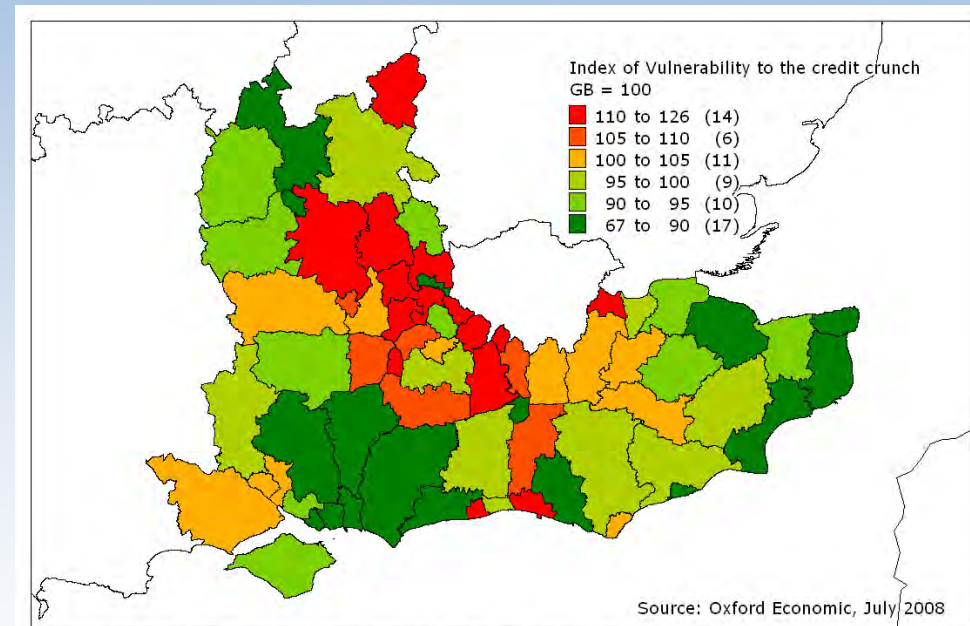 Index of Vulnerability to the credit crunch
GB = 100
110 to 126 (14)
105 to 110 (6)
100 to 105 (11)
95 to 100 (9)
90 to 95 (10)
67 to 90 (17)
Source: Oxford Economic, July 2008